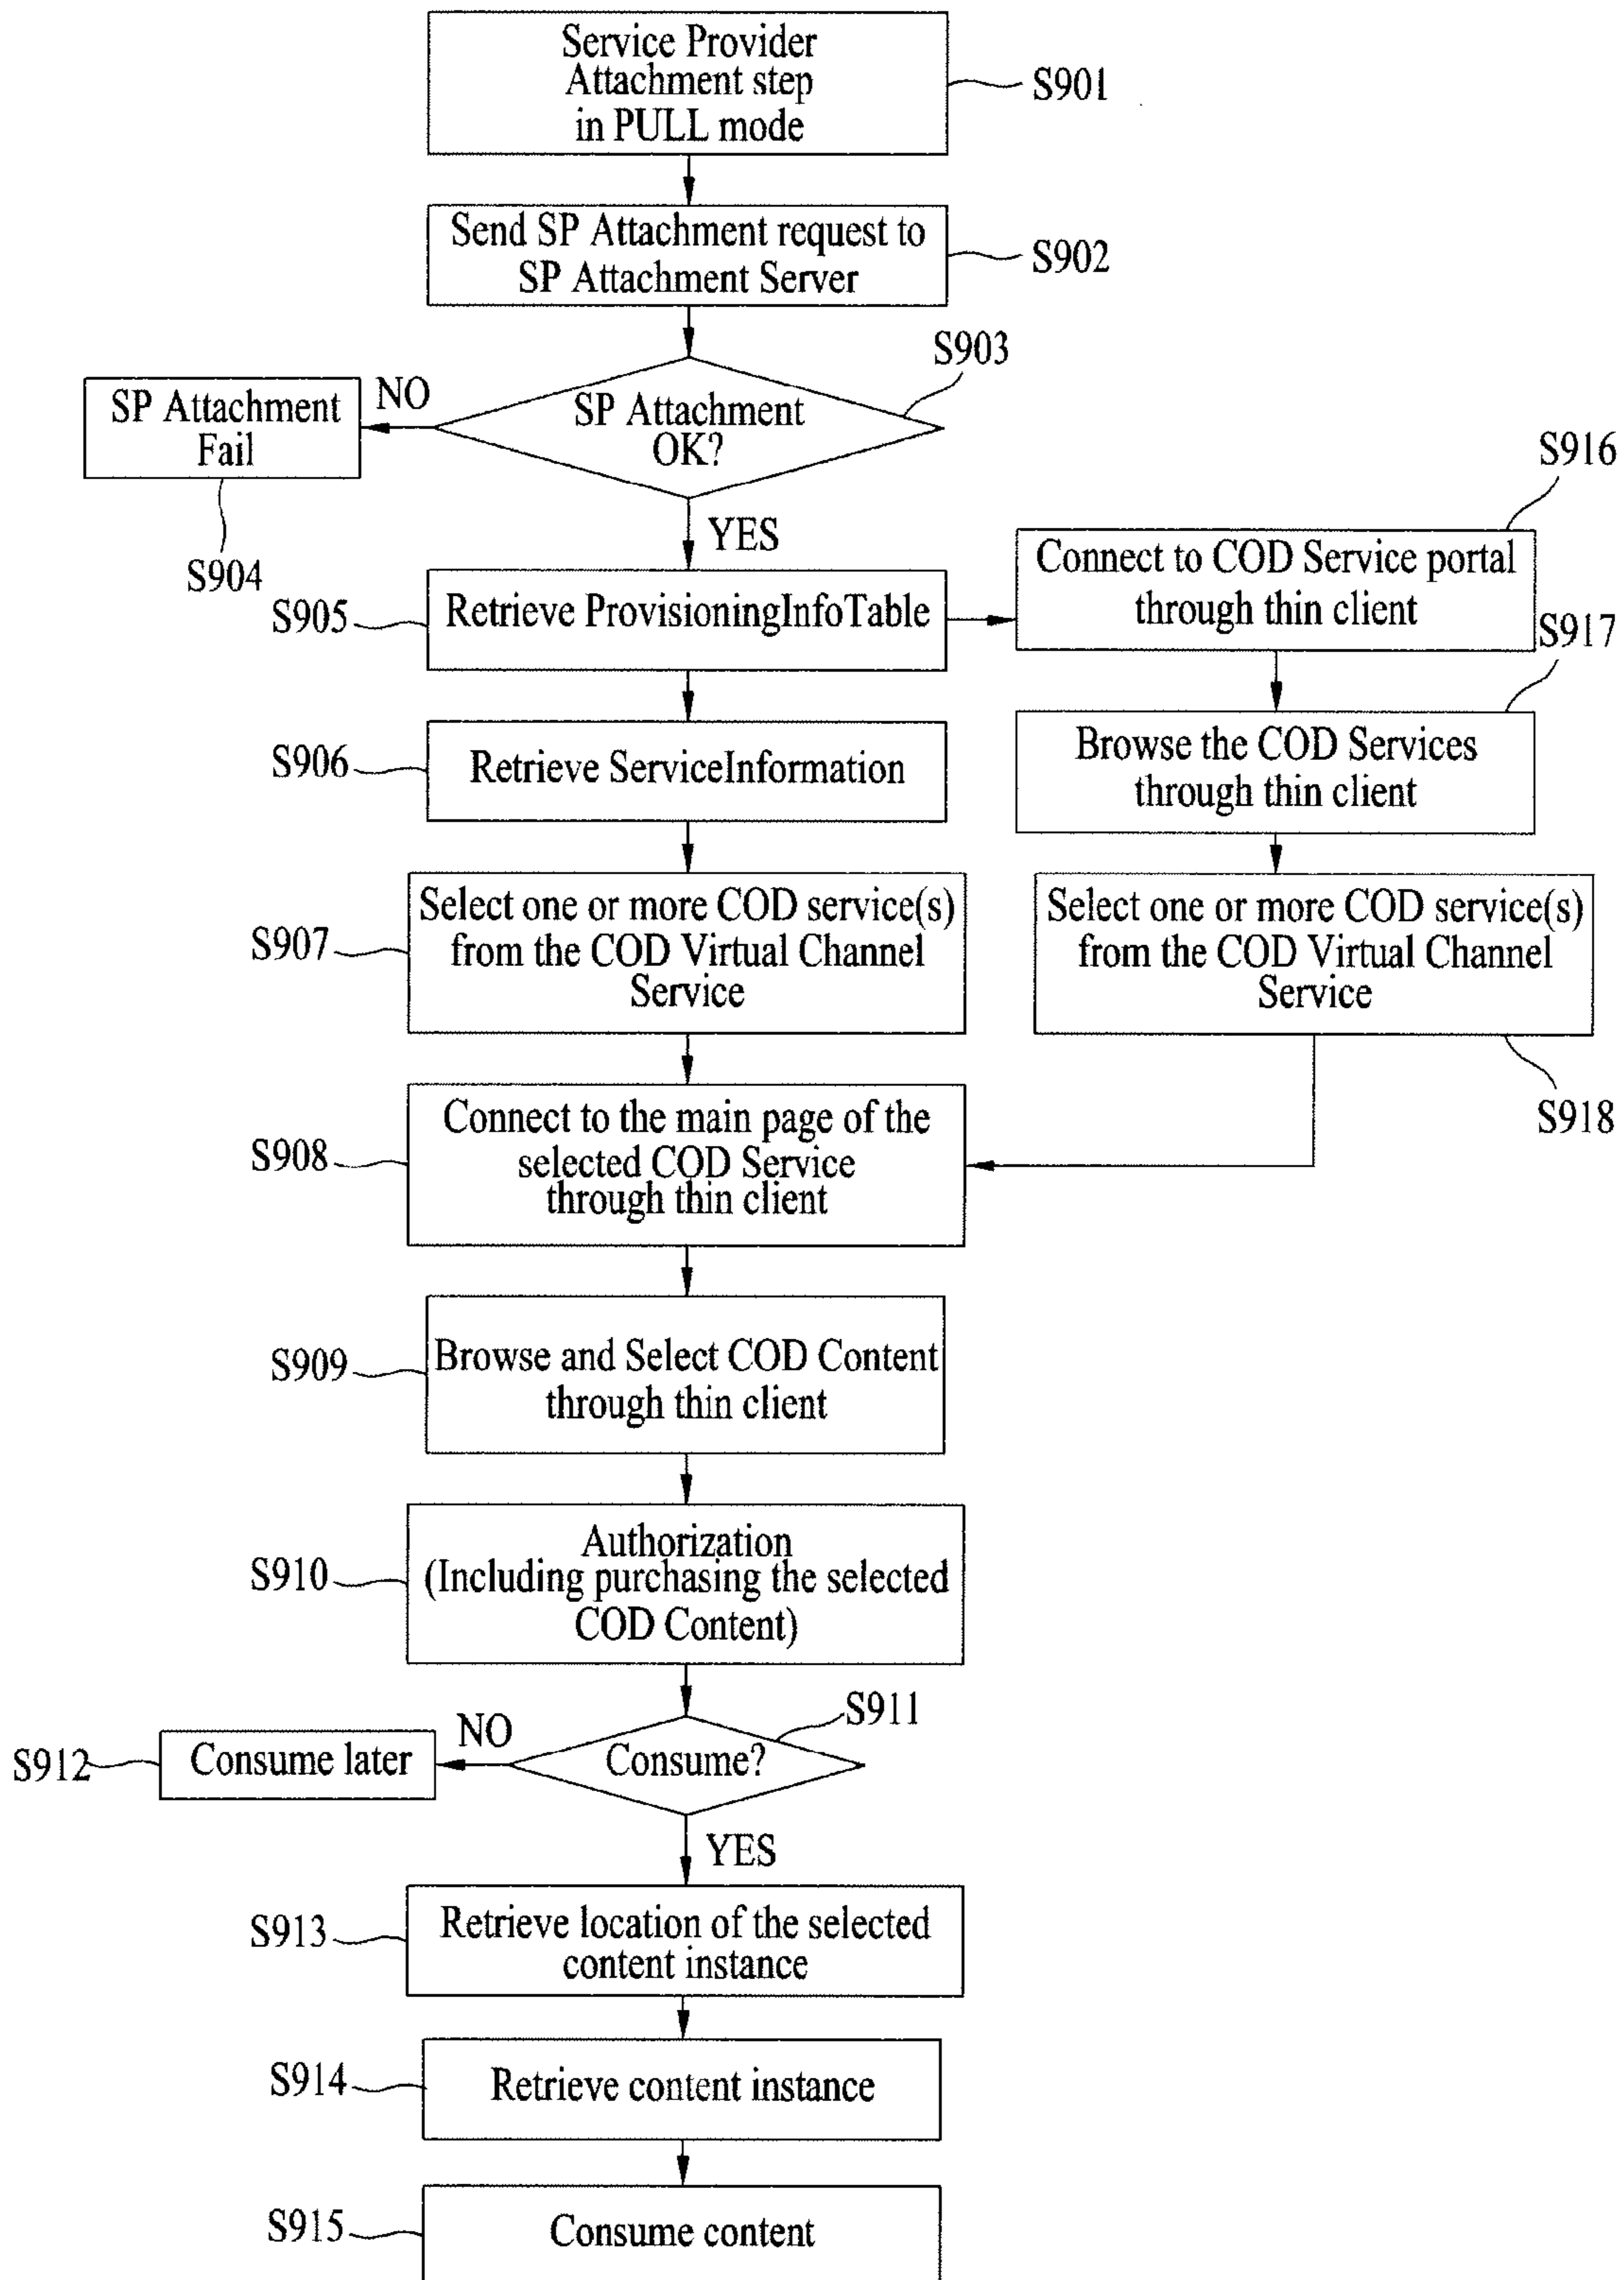 Service Provider
Attachment step
in PULL mode
S901
Send SP Attachment request to
SP Attachment Server
S902
S903
SP Attachment
OK?
NO
SP Attachment
Fail
S904
YES
S905
Retrieve ProvisioningInfoTable
S916
Connect to COD Service portal
through thin client
S917
S906
Retrieve ServiceInformation
Browse the COD Services
through thin client
S907
Select one or more COD service(s)
from the COD Virtual Channel
Service
Select one or more COD service(s)
from the COD Virtual Channel
Service
S918
S908
Connect to the main page of the
selected COD Service
through thin client
S909
Browse and Select COD Content
through thin client
S910
Authorization
(Including purchasing the selected
COD Content)
S911
Consume?
NO
S912
Consume later
YES
S913
Retrieve location of the selected
content instance
S914
Retrieve content instance
S915
Consume content